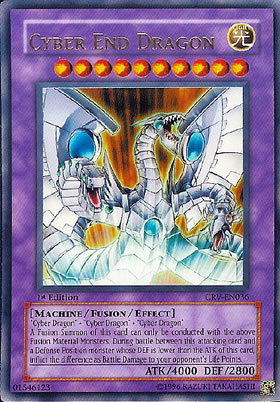 CYBER END DRAGON
光
1st Edition
CRV-EN036
[MACHINE / FUSION / EFFECT]
"Cyber Dragon" + "Cyber Dragon" + "Cyber Dragon"
A Fusion Summon of this card can only be conducted with the above
Fusion Material Monsters. During battle between this attacking card and
a Defense Position monster whose DEF is lower than the ATK of this card,
inflict the difference as Battle Damage to your opponent's Life Points.
ATK/4000 DEF/2800
01546123
©1996 KAZUKI TAKAHASHI